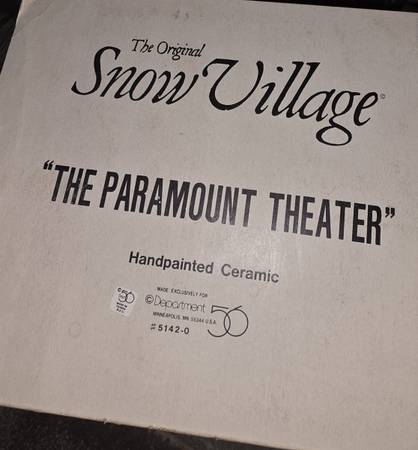 The Original
Snow Village©
"THE PARAMOUNT THEATER"
Handpainted Ceramic
MADE EXCLUSIVELY FOR
© Department 56
MINNEAPOLIS, MN 55344 U.S.A.
# 5142-0